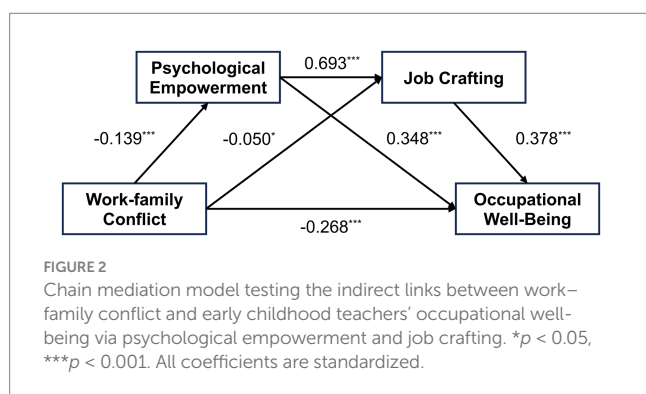 0.693***
Psychological
Empowerment
Job Crafting
-0.139***
-0.050*
0.348***
0.378***
Work-family
Conflict
Occupational
Well-Being
-0.268***
FIGURE 2
Chain mediation model testing the indirect links between work–
family conflict and early childhood teachers’ occupational well-
being via psychological empowerment and job crafting. *p < 0.05,
***p < 0.001. All coefficients are standardized.